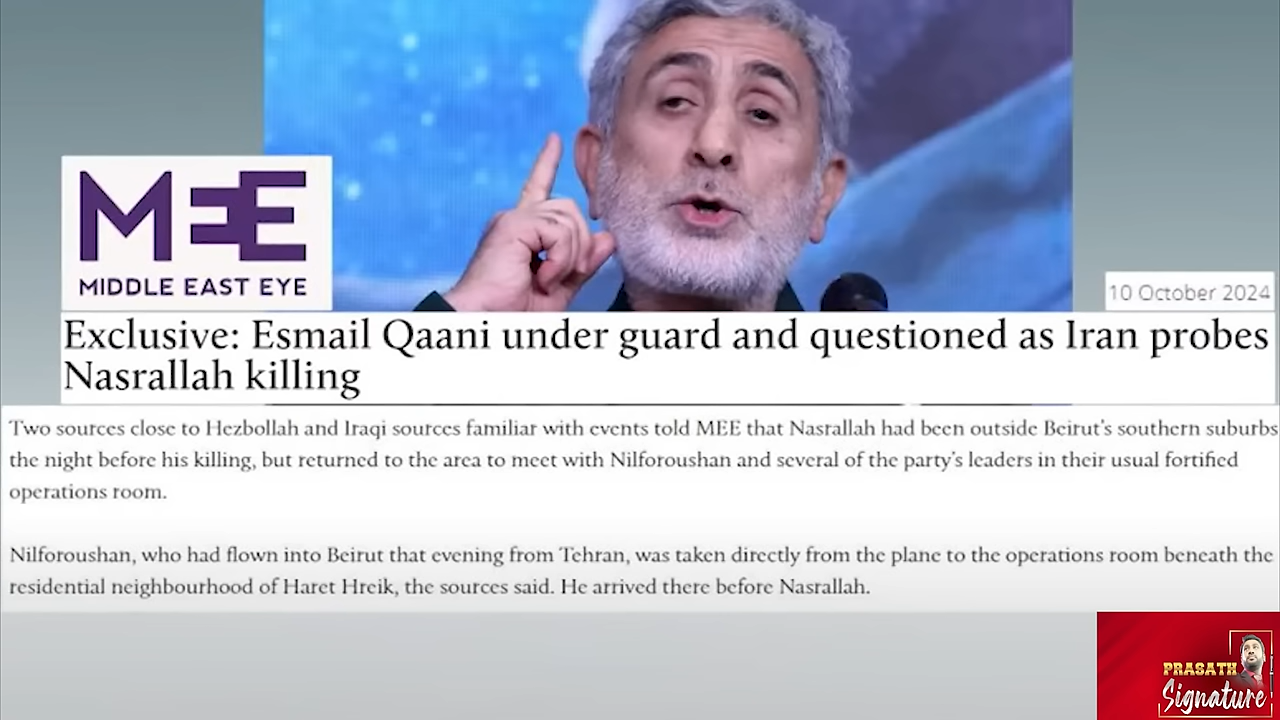 MEE
MIDDLE EAST EYE
10 October 2024
Exclusive: Esmail Qaani under guard and questioned as Iran probes
Nasrallah killing
Two sources close to Hezbollah and Iraqi sources familiar with events told MEE that Nasrallah had been outside Beirut's southern suburbs
the night before his killing, but returned to the area to meet with Nilforoushan and several of the party's leaders in their usual fortified
operations room.
Nilforoushan, who had flown into Beirut that evening from Tehran, was taken directly from the plane to the operations room beneath the
residential neighbourhood of Haret Hreik, the sources said. He arrived there before Nasrallah.
PRASATH
Signature